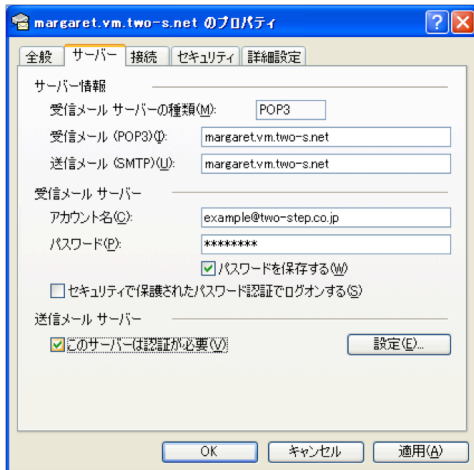 margaret.vm.two-s.net のプロパティ
全般 サーバー 接続 セキュリティ 詳細設定
サーバー情報
受信メール サーバーの種類(M): POP3
受信メール (POP3)(I): margaret.vm.two-s.net
送信メール (SMTP)(U): margaret.vm.two-s.net
受信メール サーバー
アカウント名(C): example@two-step.co.jp
パスワード(P): ********
パスワードを保存する(W)
セキュリティで保護されたパスワード認証でログオンする(S)
送信メール サーバー
このサーバーは認証が必要(V) 設定(E)...
OK キャンセル 適用(A)